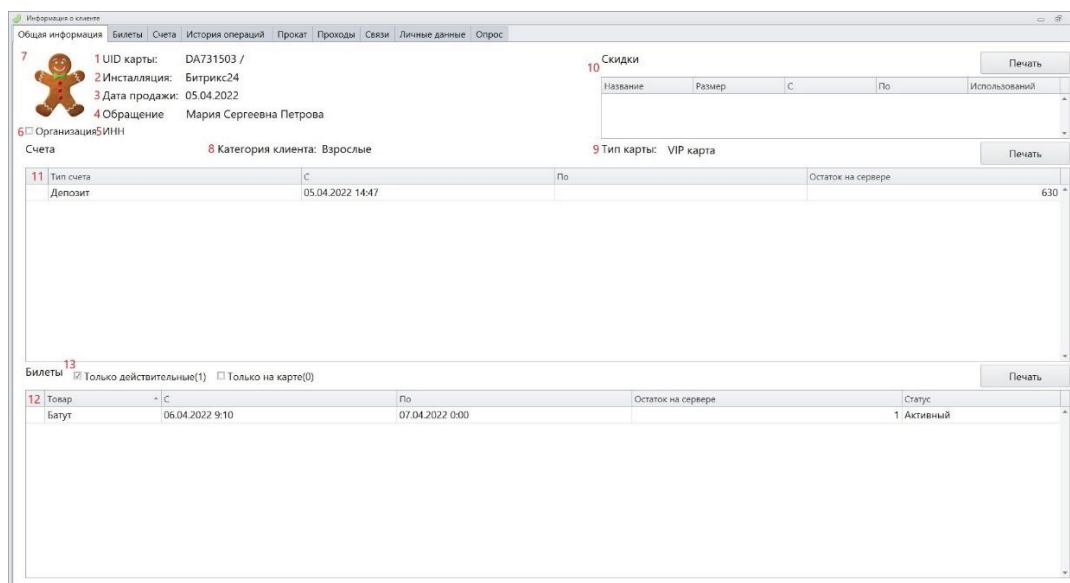 Информация о клиенте
Общая информация Билеты Счета История операций Прокат Проходы Связи Личные данные Опрос
7
1 UID карты: DA731503 /
2 Инсталляция: Битрикс24
3 Дата продажи: 05.04.2022
4 Обращение Мария Сергеевна Петрова
6 Организация 5 ИНН
10 Скидки Печать
Название Размер С По Использований
Счета 8 Категория клиента: Взрослые 9 Тип карты: VIP карта Печать
11 Тип счета С По Остаток на сервере
Депозит 05.04.2022 14:47 630
Билеты 13 Только действительные(1) Только на карте(0) Печать
12 Товар С По Остаток на сервере Статус
Батут 06.04.2022 9:10 07.04.2022 0:00 1 Активный